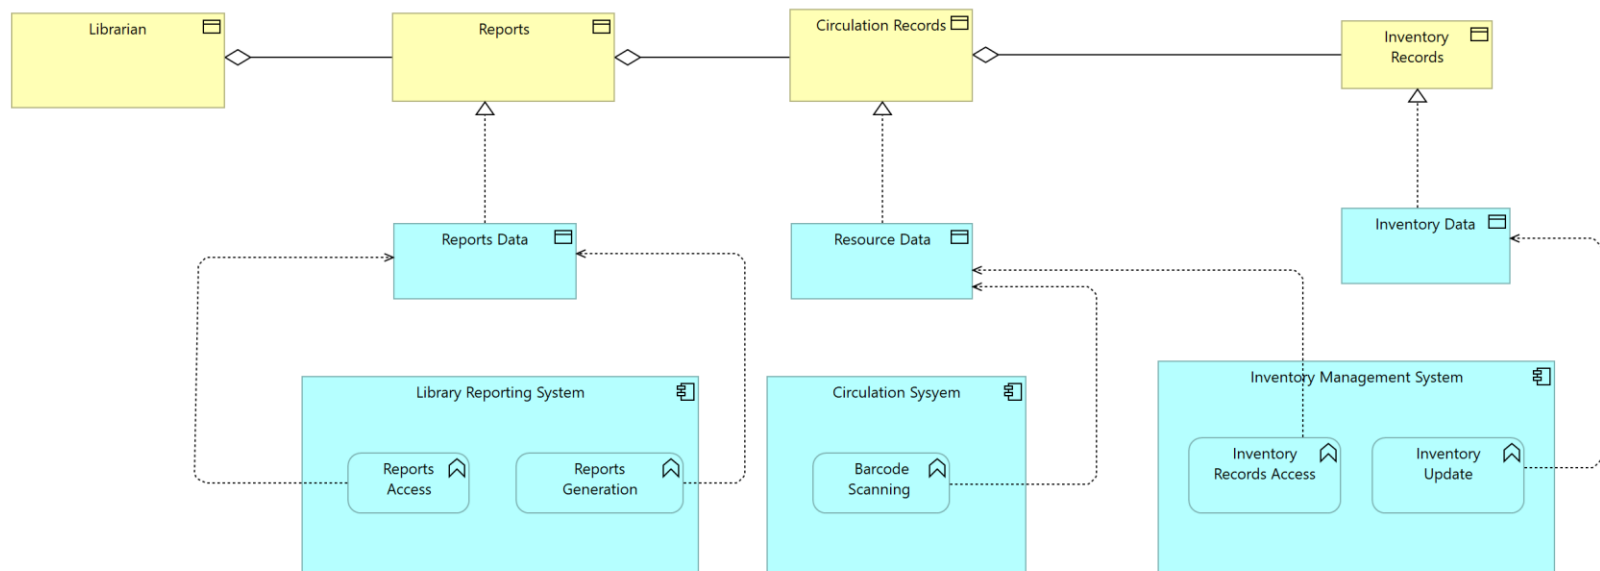 Librarian
Reports
Circulation Records
Inventory
Records
Reports Data
Resource Data
Inventory Data
Library Reporting System
Circulation Sysyem
Inventory Management System
Reports
Access
Reports
Generation
Barcode
Scanning
Inventory
Records Access
Inventory
Update